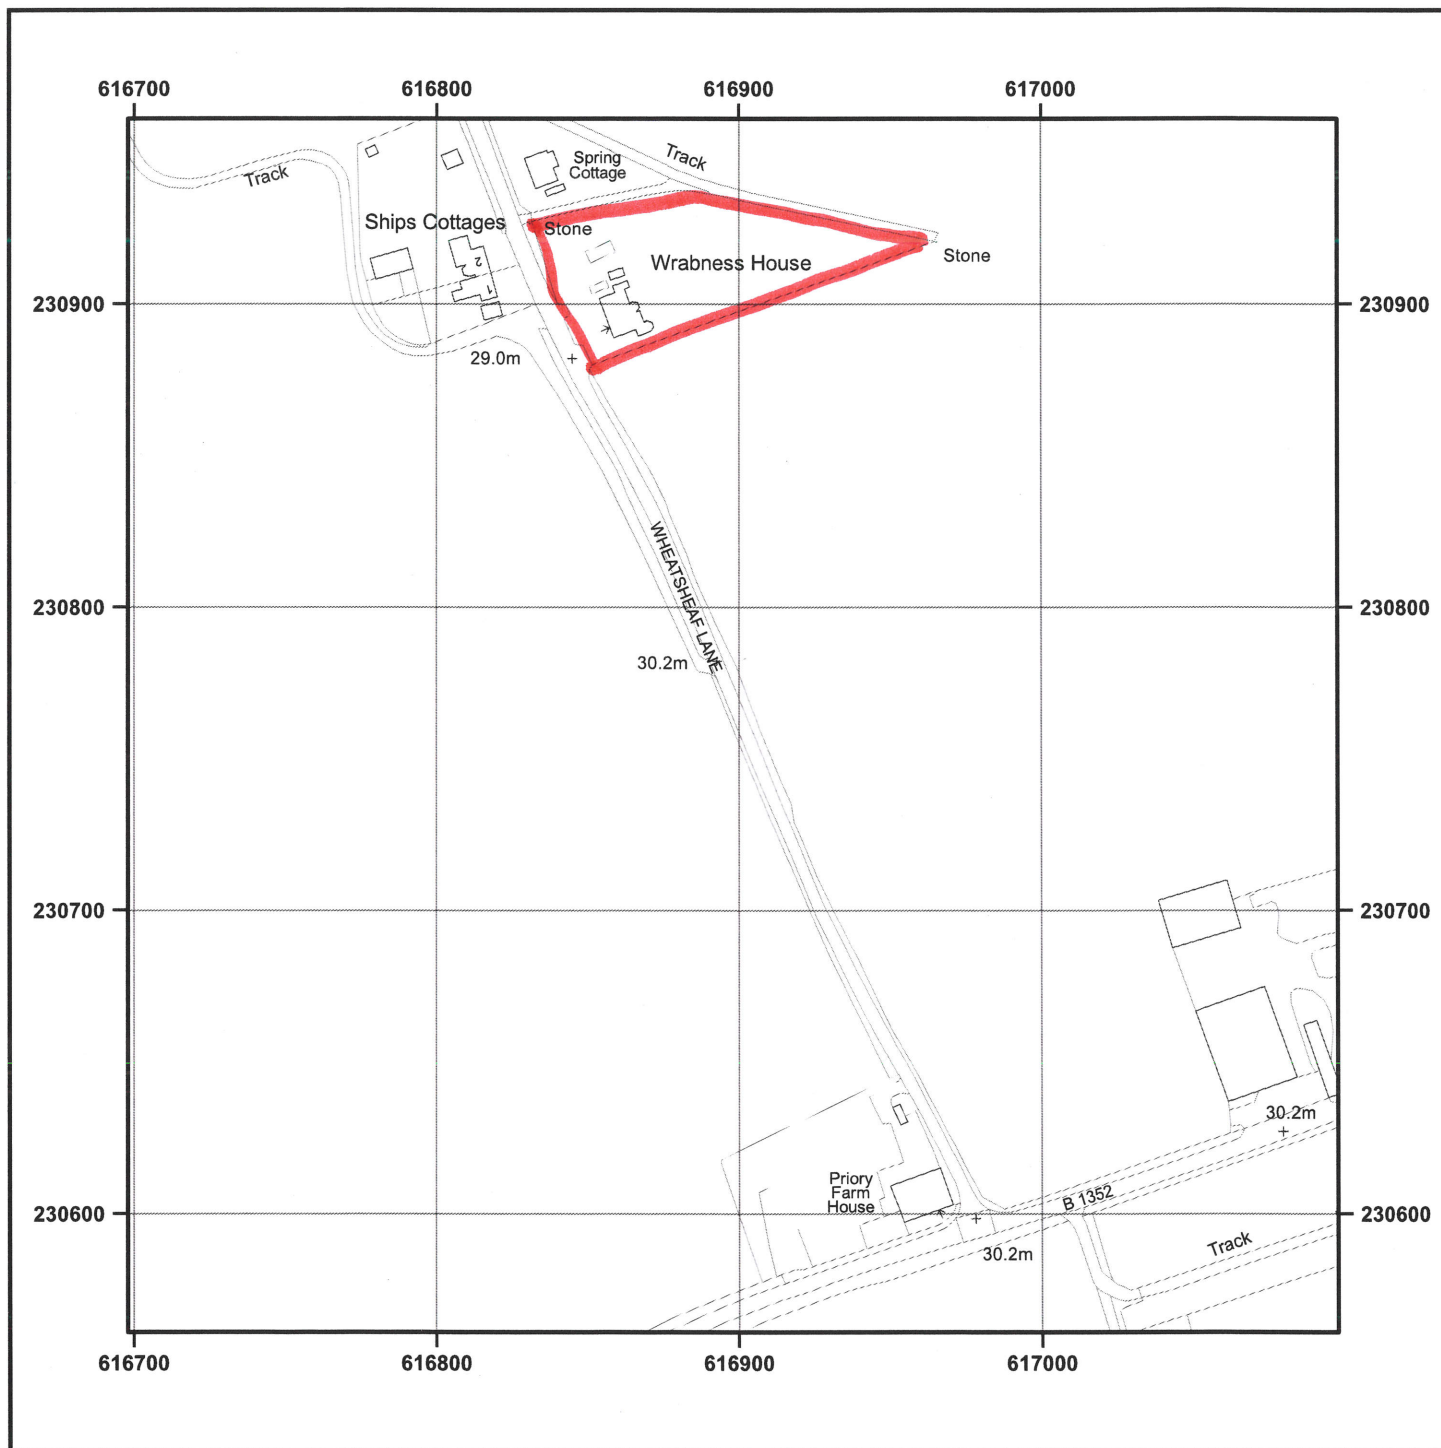 616700 616800 616900 617000
Track
Spring
Cottage
Track
Ships Cottages
Stone
Wrabness House
Stone
2
1
230900 230900
29.0m
WHEATSHEAF LANE
230800 230800
30.2m
230700 230700
30.2m
Priory
Farm
House
B 1352
230600 230600
30.2m
Track
616700 616800 616900 617000